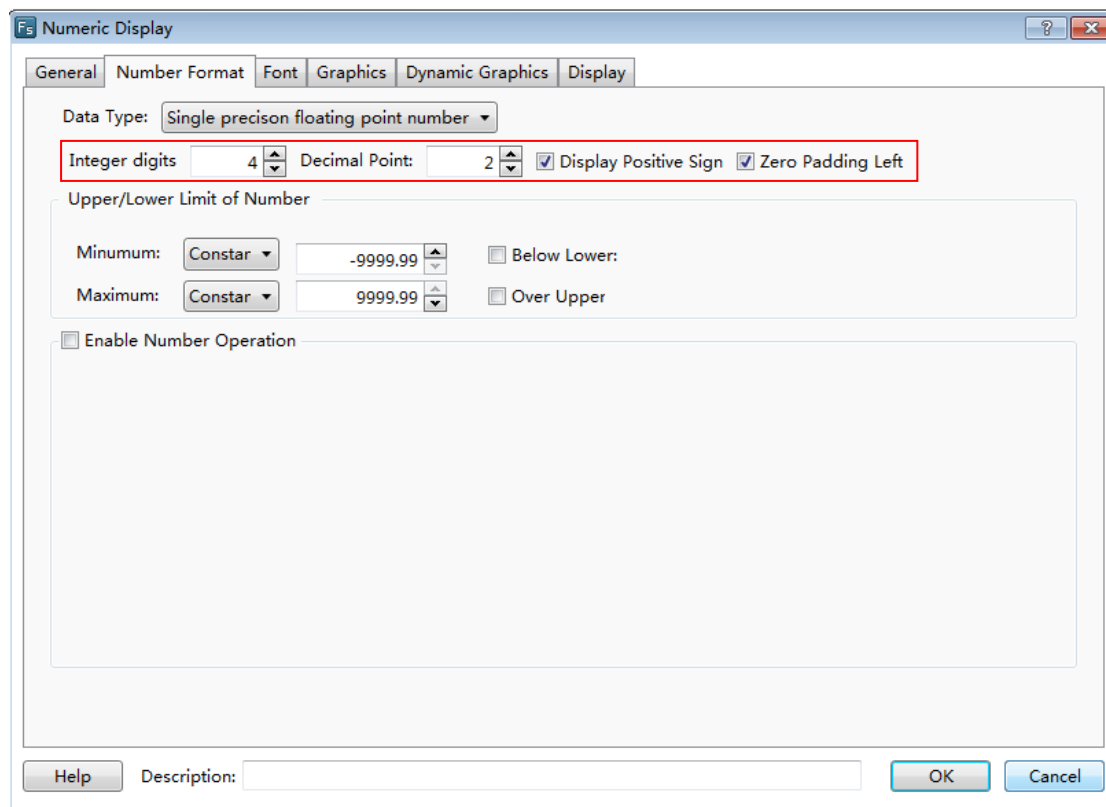 Fs Numeric Display
General Number Format Font Graphics Dynamic Graphics Display
Data Type: Single precison floating point number
Integer digits 4 Decimal Point: 2 Display Positive Sign Zero Padding Left
Upper/Lower Limit of Number
Minumum: Constar -9999.99 Below Lower:
Maximum: Constar 9999.99 Over Upper
Enable Number Operation
Help Description: OK Cancel